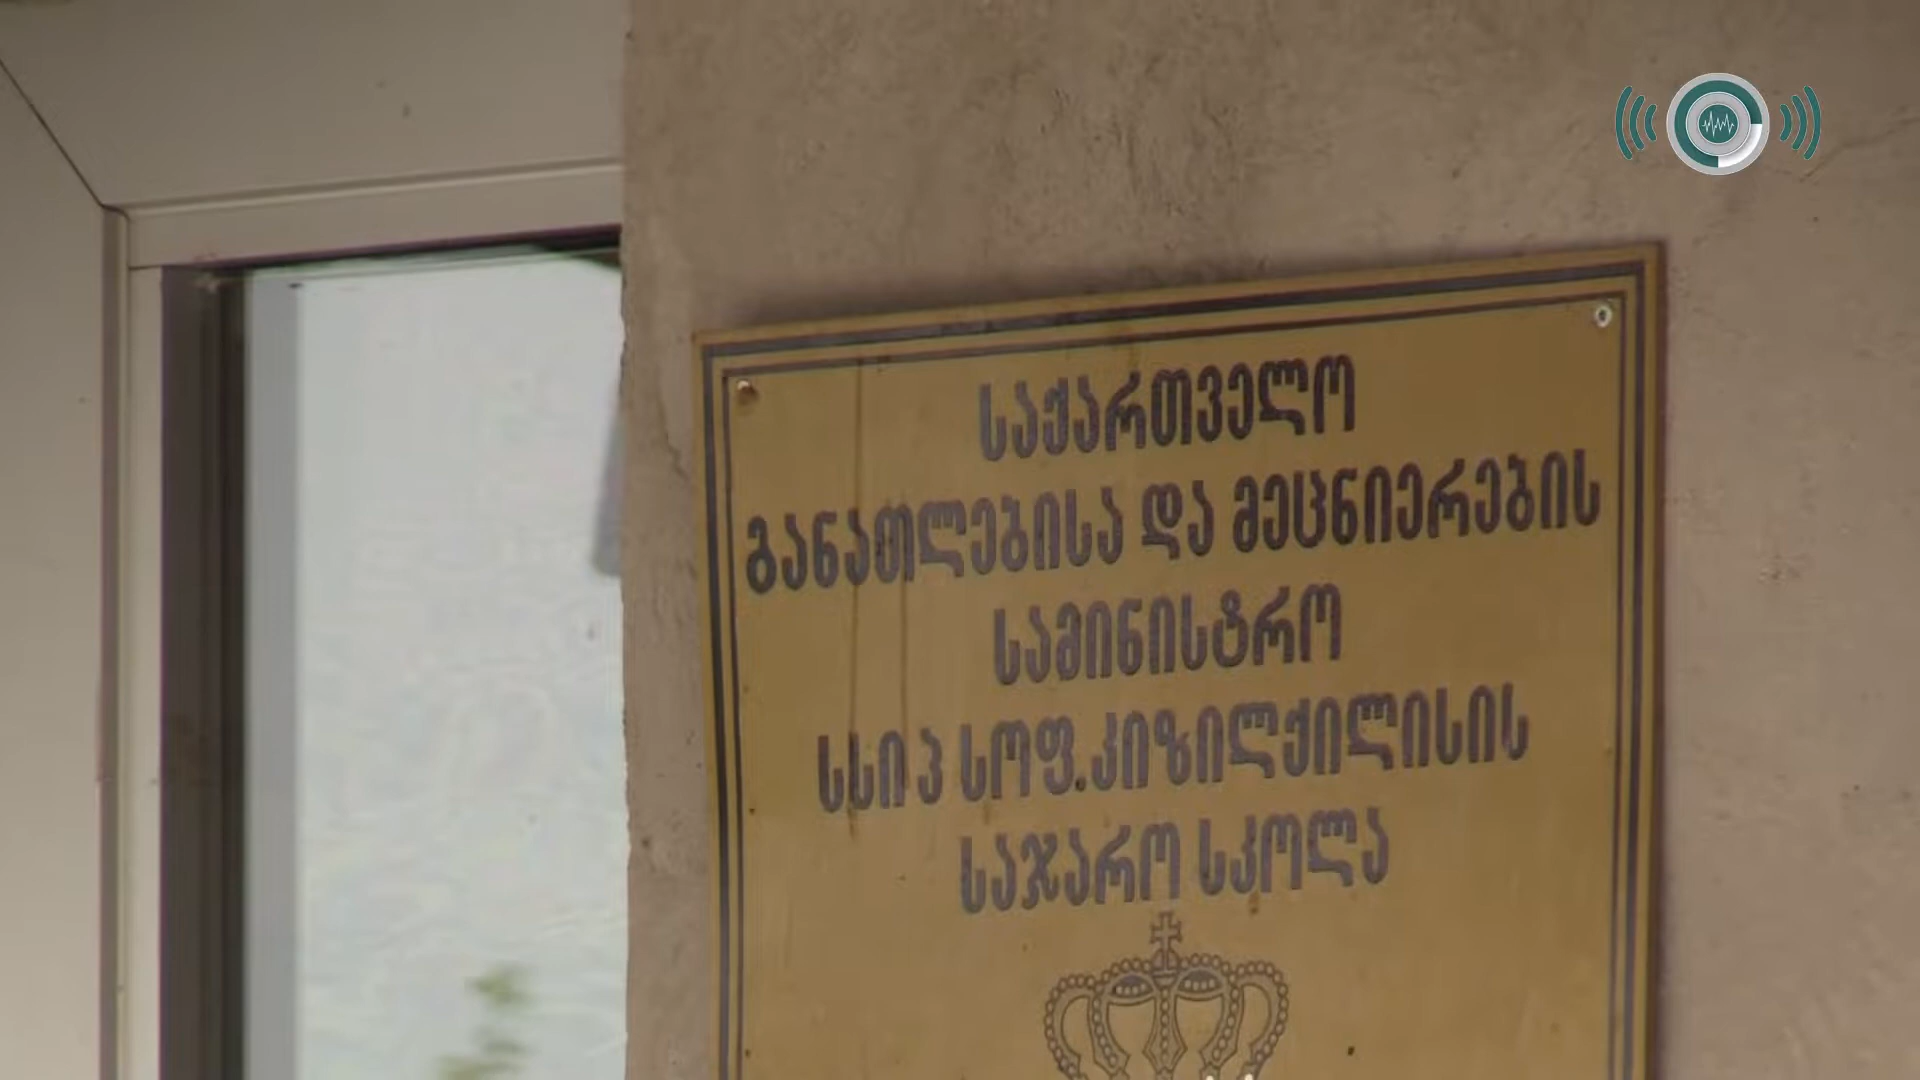 საქართველო
განათლებისა და მეცნიერების
სამინისტრო
სსიპ სოფ.კიზილქილისის
საჯარო სკოლა